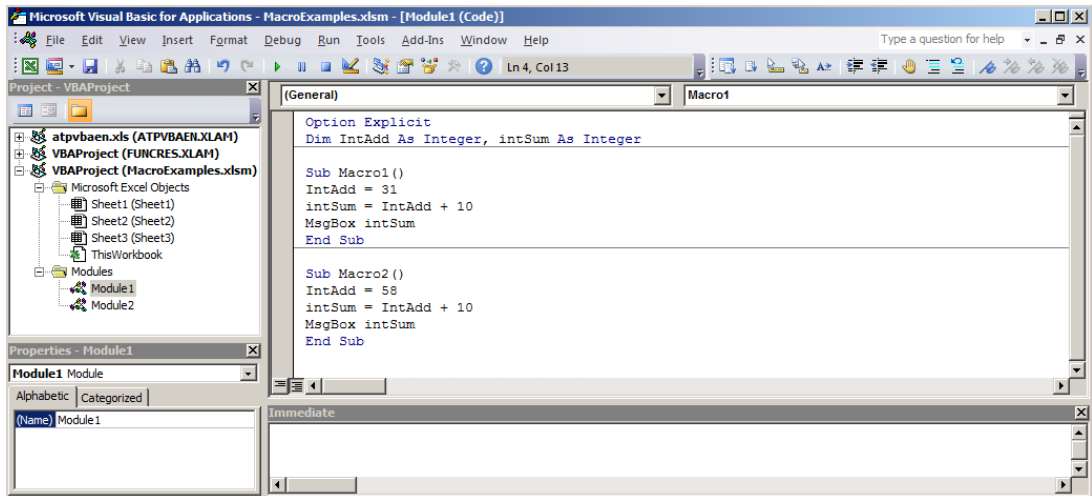 Microsoft Visual Basic for Applications - MacroExamples.xlsm - [Module1 (Code)]
File Edit View Insert Format Debug Run Tools Add-Ins Window Help Type a question for help
Ln 4, Col 13
Project - VBAProject
atpvbaen.xls (ATPVBAEN.XLAM)
VBAProject (FUNCRES.XLAM)
VBAProject (MacroExamples.xlsm)
Microsoft Excel Objects
Sheet1 (Sheet1)
Sheet2 (Sheet2)
Sheet3 (Sheet3)
ThisWorkbook
Modules
Module1
Module2
Properties - Module1
Module1 Module
Alphabetic Categorized
(Name) Module1
(General) Macro1
Option Explicit
Dim IntAdd As Integer, intSum As Integer
Sub Macro1()
IntAdd = 31
intSum = IntAdd + 10
MsgBox intSum
End Sub
Sub Macro2()
IntAdd = 58
intSum = IntAdd + 10
MsgBox intSum
End Sub
Immediate